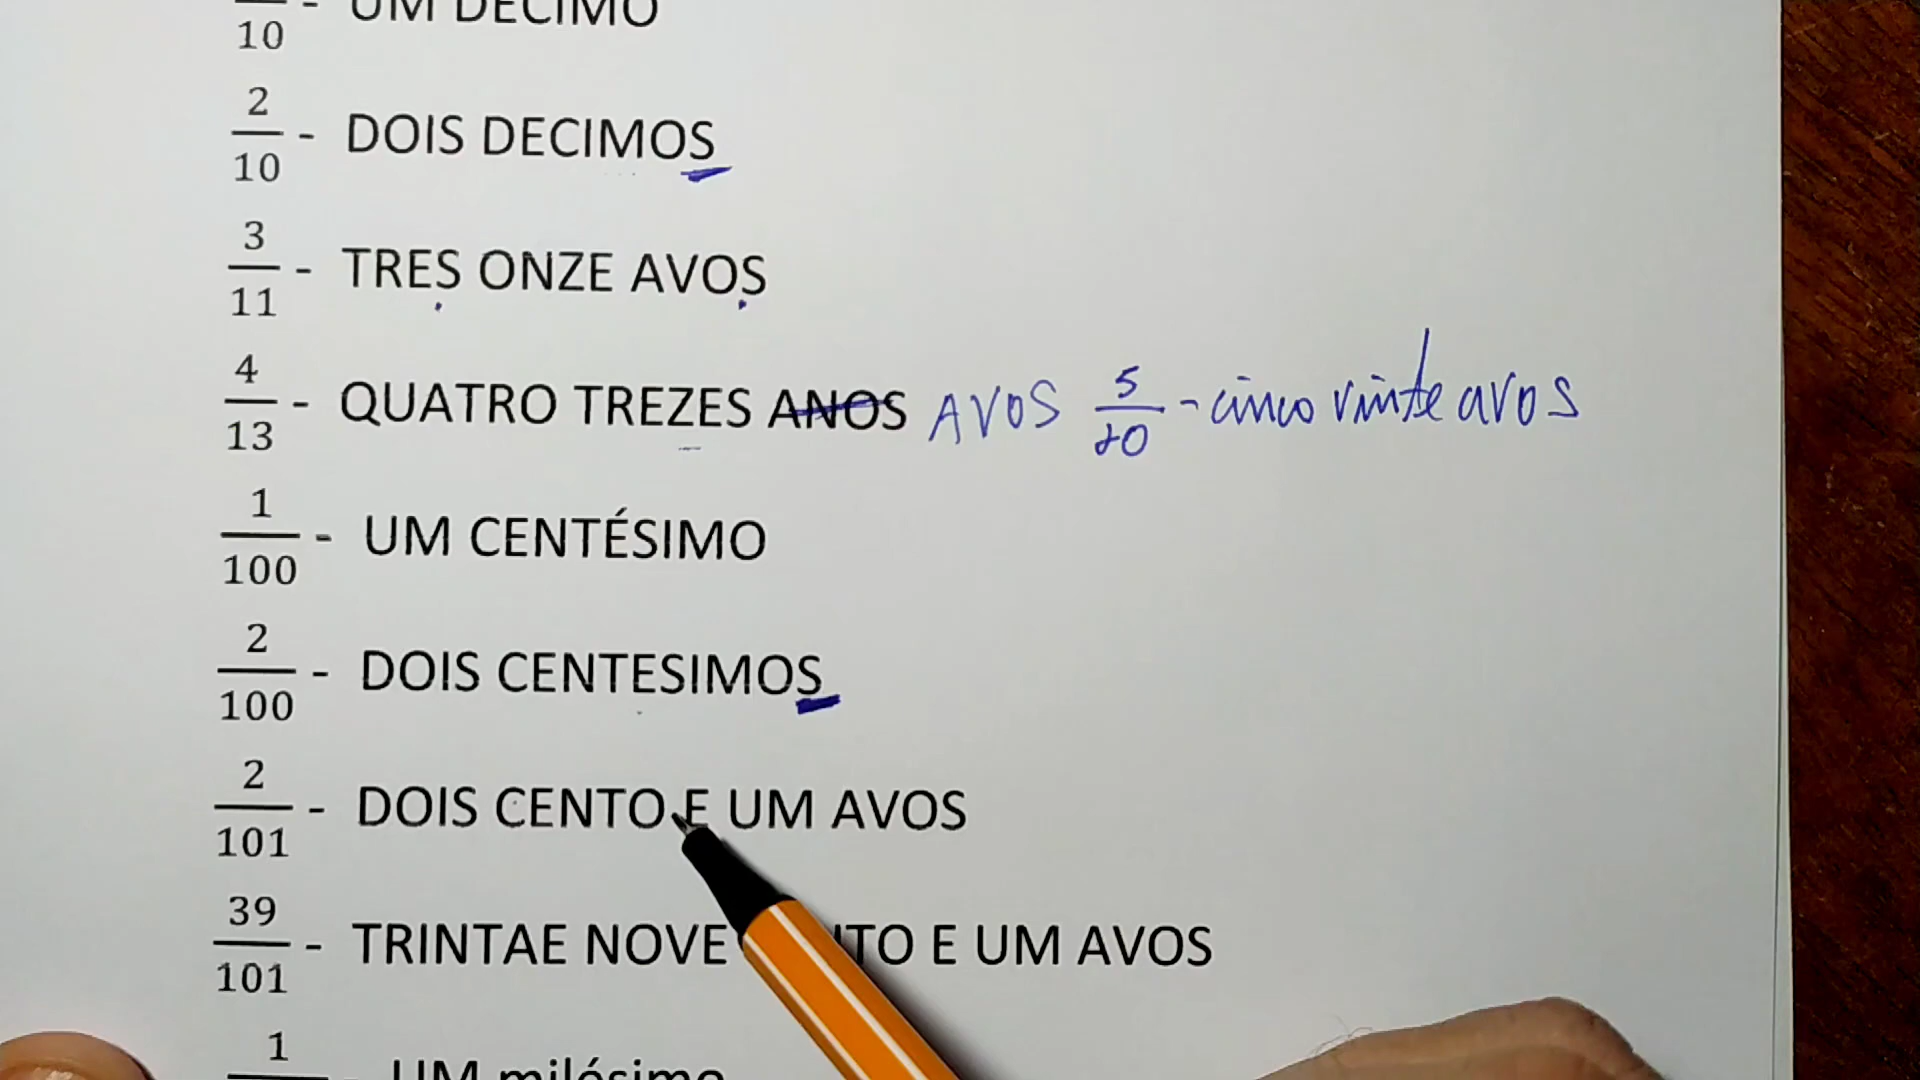 10 - UM DECIMO
2/10 - DOIS DECIMOS
3/11 - TRES ONZE AVOS
4/13 - QUATRO TREZES ANOS AVOS 5/20 - cinco vinte avos
1/100 - UM CENTÉSIMO
2/100 - DOIS CENTESIMOS
2/101 - DOIS CENTO E UM AVOS
39/101 - TRINTAE NOVE E UM AVOS
1 - UM milésimo